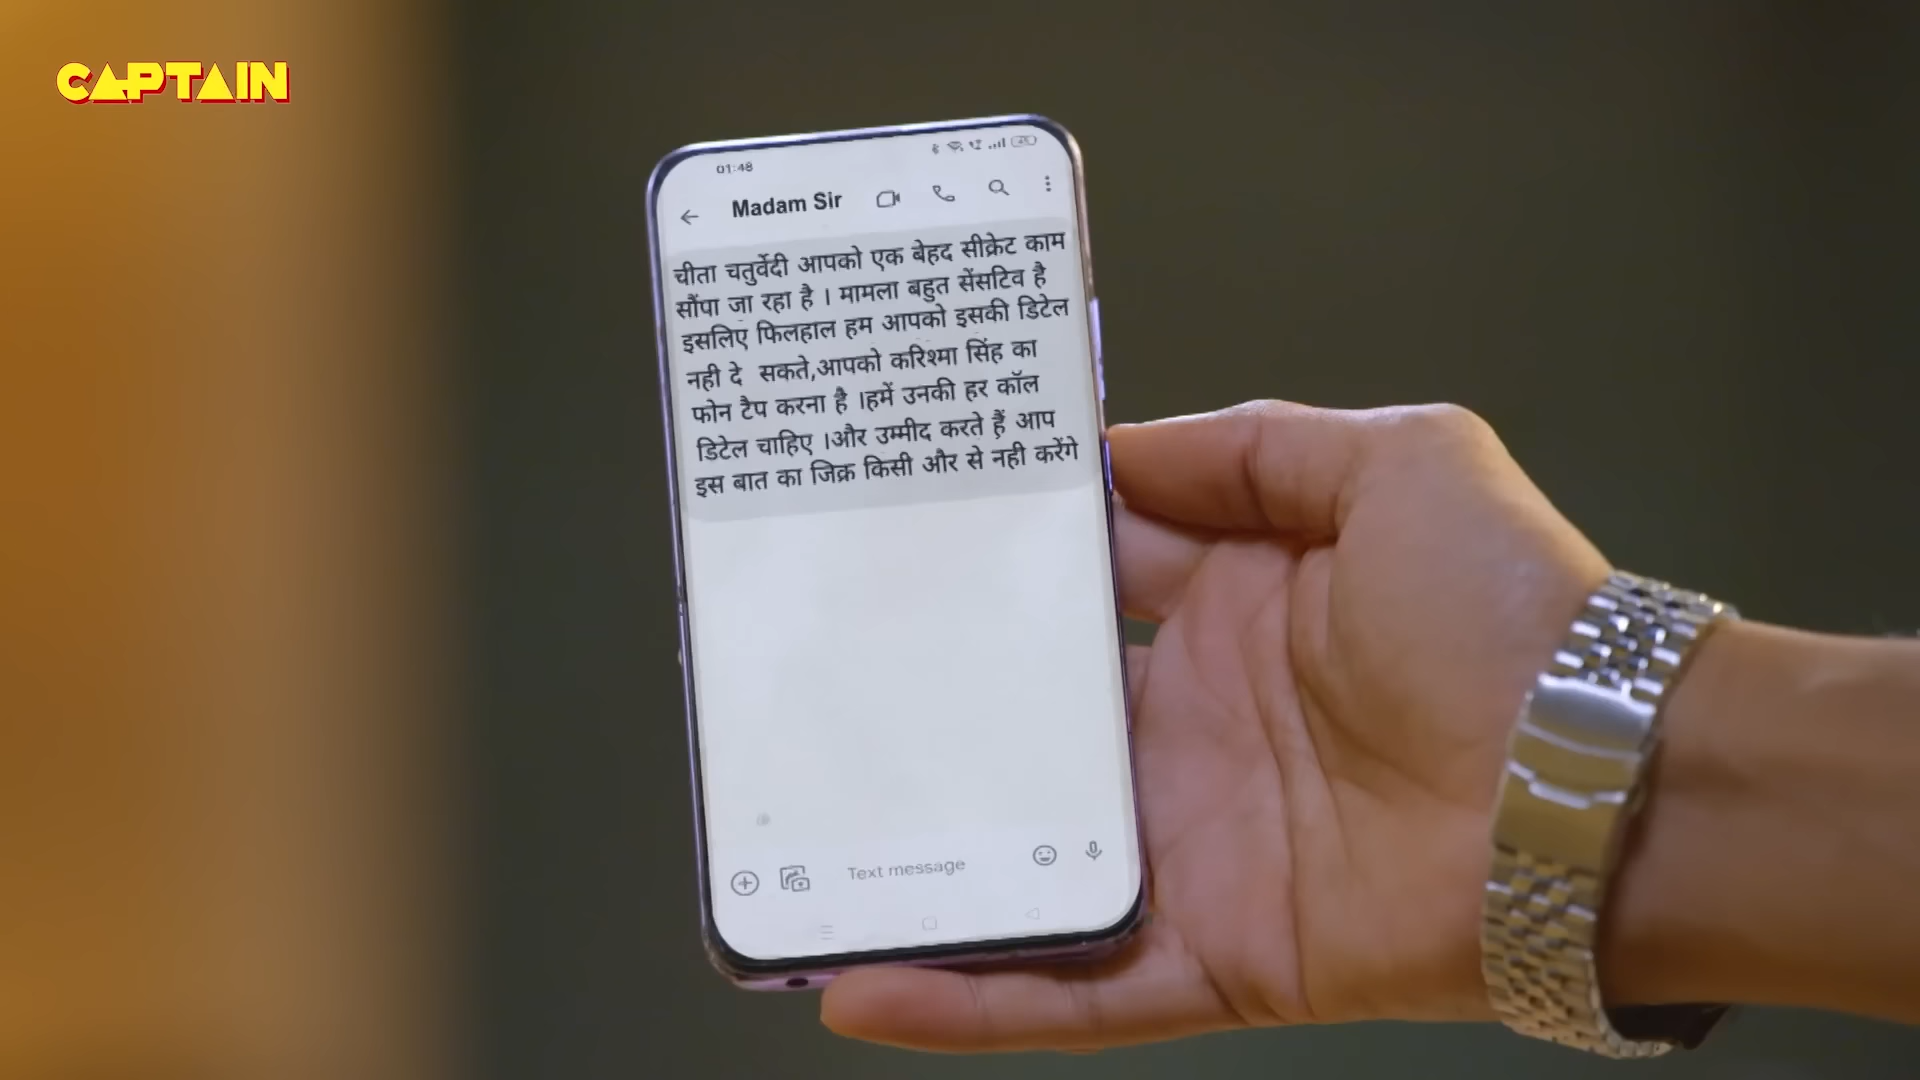 CAPTAIN
01:48
Madam Sir
चीता चतुर्वेदी आपको एक बेहद सीक्रेट काम
सौंपा जा रहा है । मामला बहुत सेंसटिव है
इसलिए फिलहाल हम आपको इसकी डिटेल
नही दे सकते,आपको करिश्मा सिंह का
फोन टैप करना है ।हमें उनकी हर कॉल
डिटेल चाहिए ।और उम्मीद करते हैं आप
इस बात का जिक्र किसी और से नही करेंगे
Text message